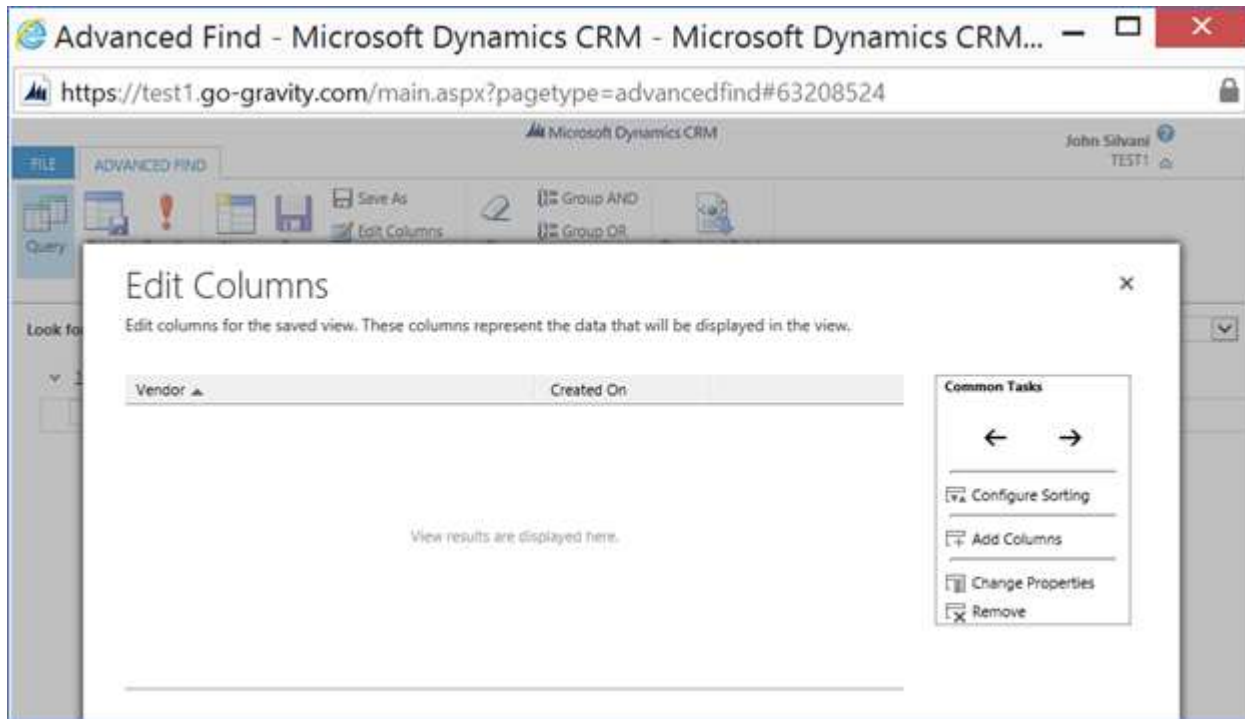 Advanced Find - Microsoft Dynamics CRM - Microsoft Dynamics CRM...
https://test1.go-gravity.com/main.aspx?pagetype=advancedfind#63208524
Microsoft Dynamics CRM
John Silvani
TEST1
FILE
ADVANCED FIND
Save As
Group AND
Query
Edit Columns
Group OR
Edit Columns
Edit columns for the saved view. These columns represent the data that will be displayed in the view.
Look fo
Vendor
Created On
Common Tasks
Configure Sorting
View results are displayed here.
Add Columns
Change Properties
Remove